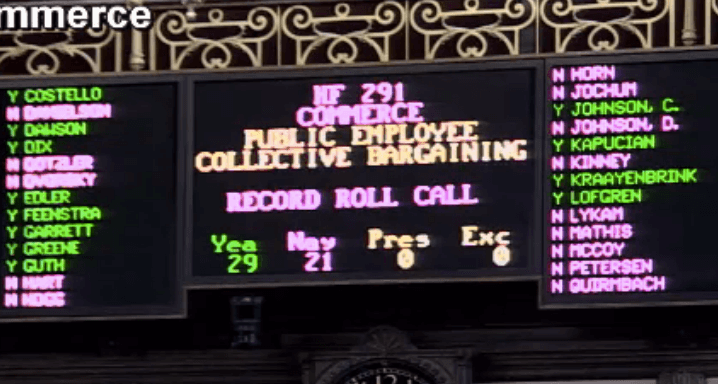 mmerce
Y COSTELLO
N DANIELSON
Y DAWSON
Y DIX
N DOTZLER
N DVORSKY
Y EDLER
Y FEENSTRA
Y GARRETT
Y GREENE
Y GUTH
N HART
N HOGG
HF 291
COMMERCE
PUBLIC EMPLOYEE
COLLECTIVE BARGAINING
RECORD ROLL CALL
Yea Nay Pres Exc
29 21 0 0
N HORN
N JOCHUM
Y JOHNSON, C.
N JOHNSON, D.
Y KAPUCIAN
N KINNEY
Y KRAAYENBRINK
Y LOFGREN
N LYKAM
N MATHIS
N MCCOY
N PETERSEN
N QUIRMBACH
12